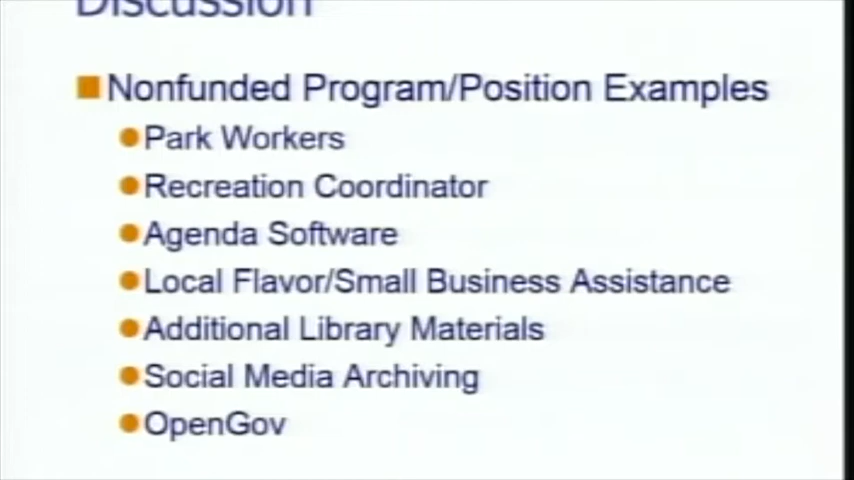 Discussion
Nonfunded Program/Position Examples
Park Workers
Recreation Coordinator
Agenda Software
Local Flavor/Small Business Assistance
Additional Library Materials
Social Media Archiving
OpenGov